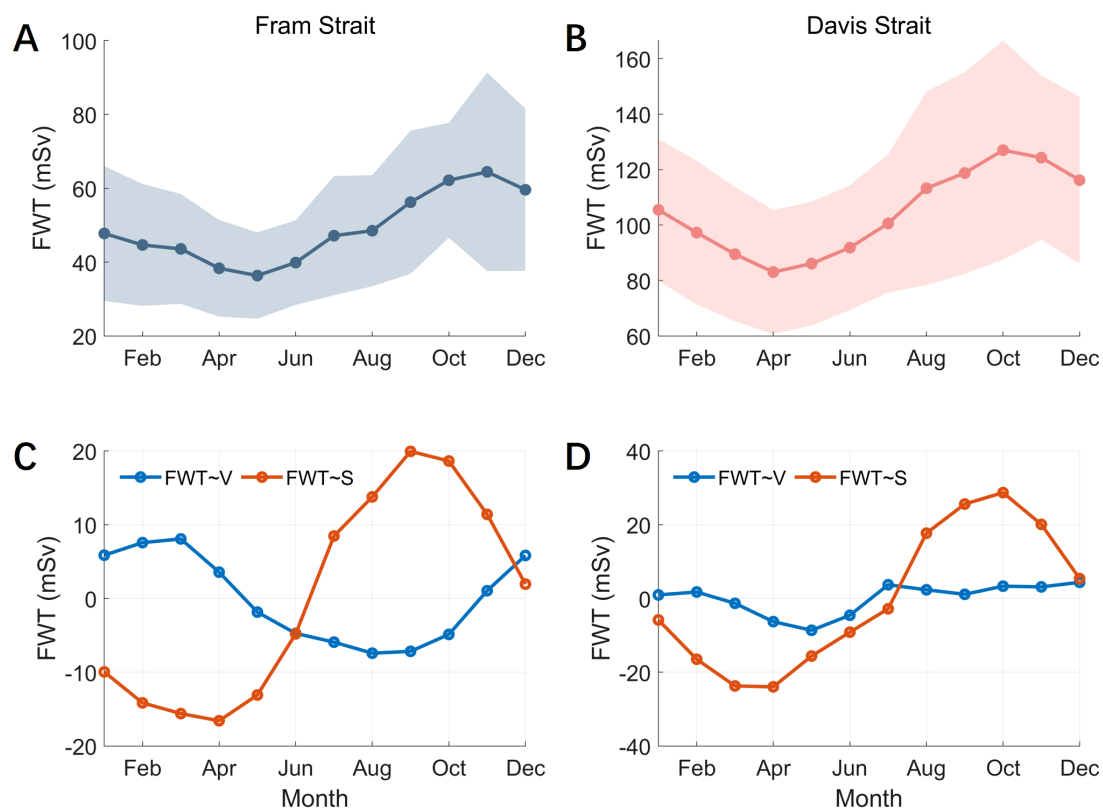 A
Fram Strait
FWT (mSv)
100
80
60
40
20
Feb Apr Jun Aug Oct Dec
B
Davis Strait
FWT (mSv)
160
140
120
100
80
60
Feb Apr Jun Aug Oct Dec
C
FWT (mSv)
20
10
0
-10
-20
FWT~V FWT~S
Feb Apr Jun Aug Oct Dec
Month
D
FWT (mSv)
40
20
0
-20
-40
FWT~V FWT~S
Feb Apr Jun Aug Oct Dec
Month